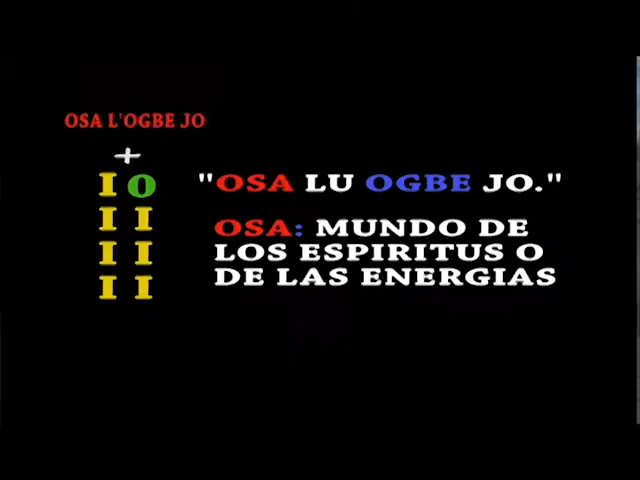 OSA L'OGBE JO
+
I O
I I
I I
I I
"OSA LU OGBE JO."
OSA: MUNDO DE
LOS ESPIRITUS O
DE LAS ENERGIAS